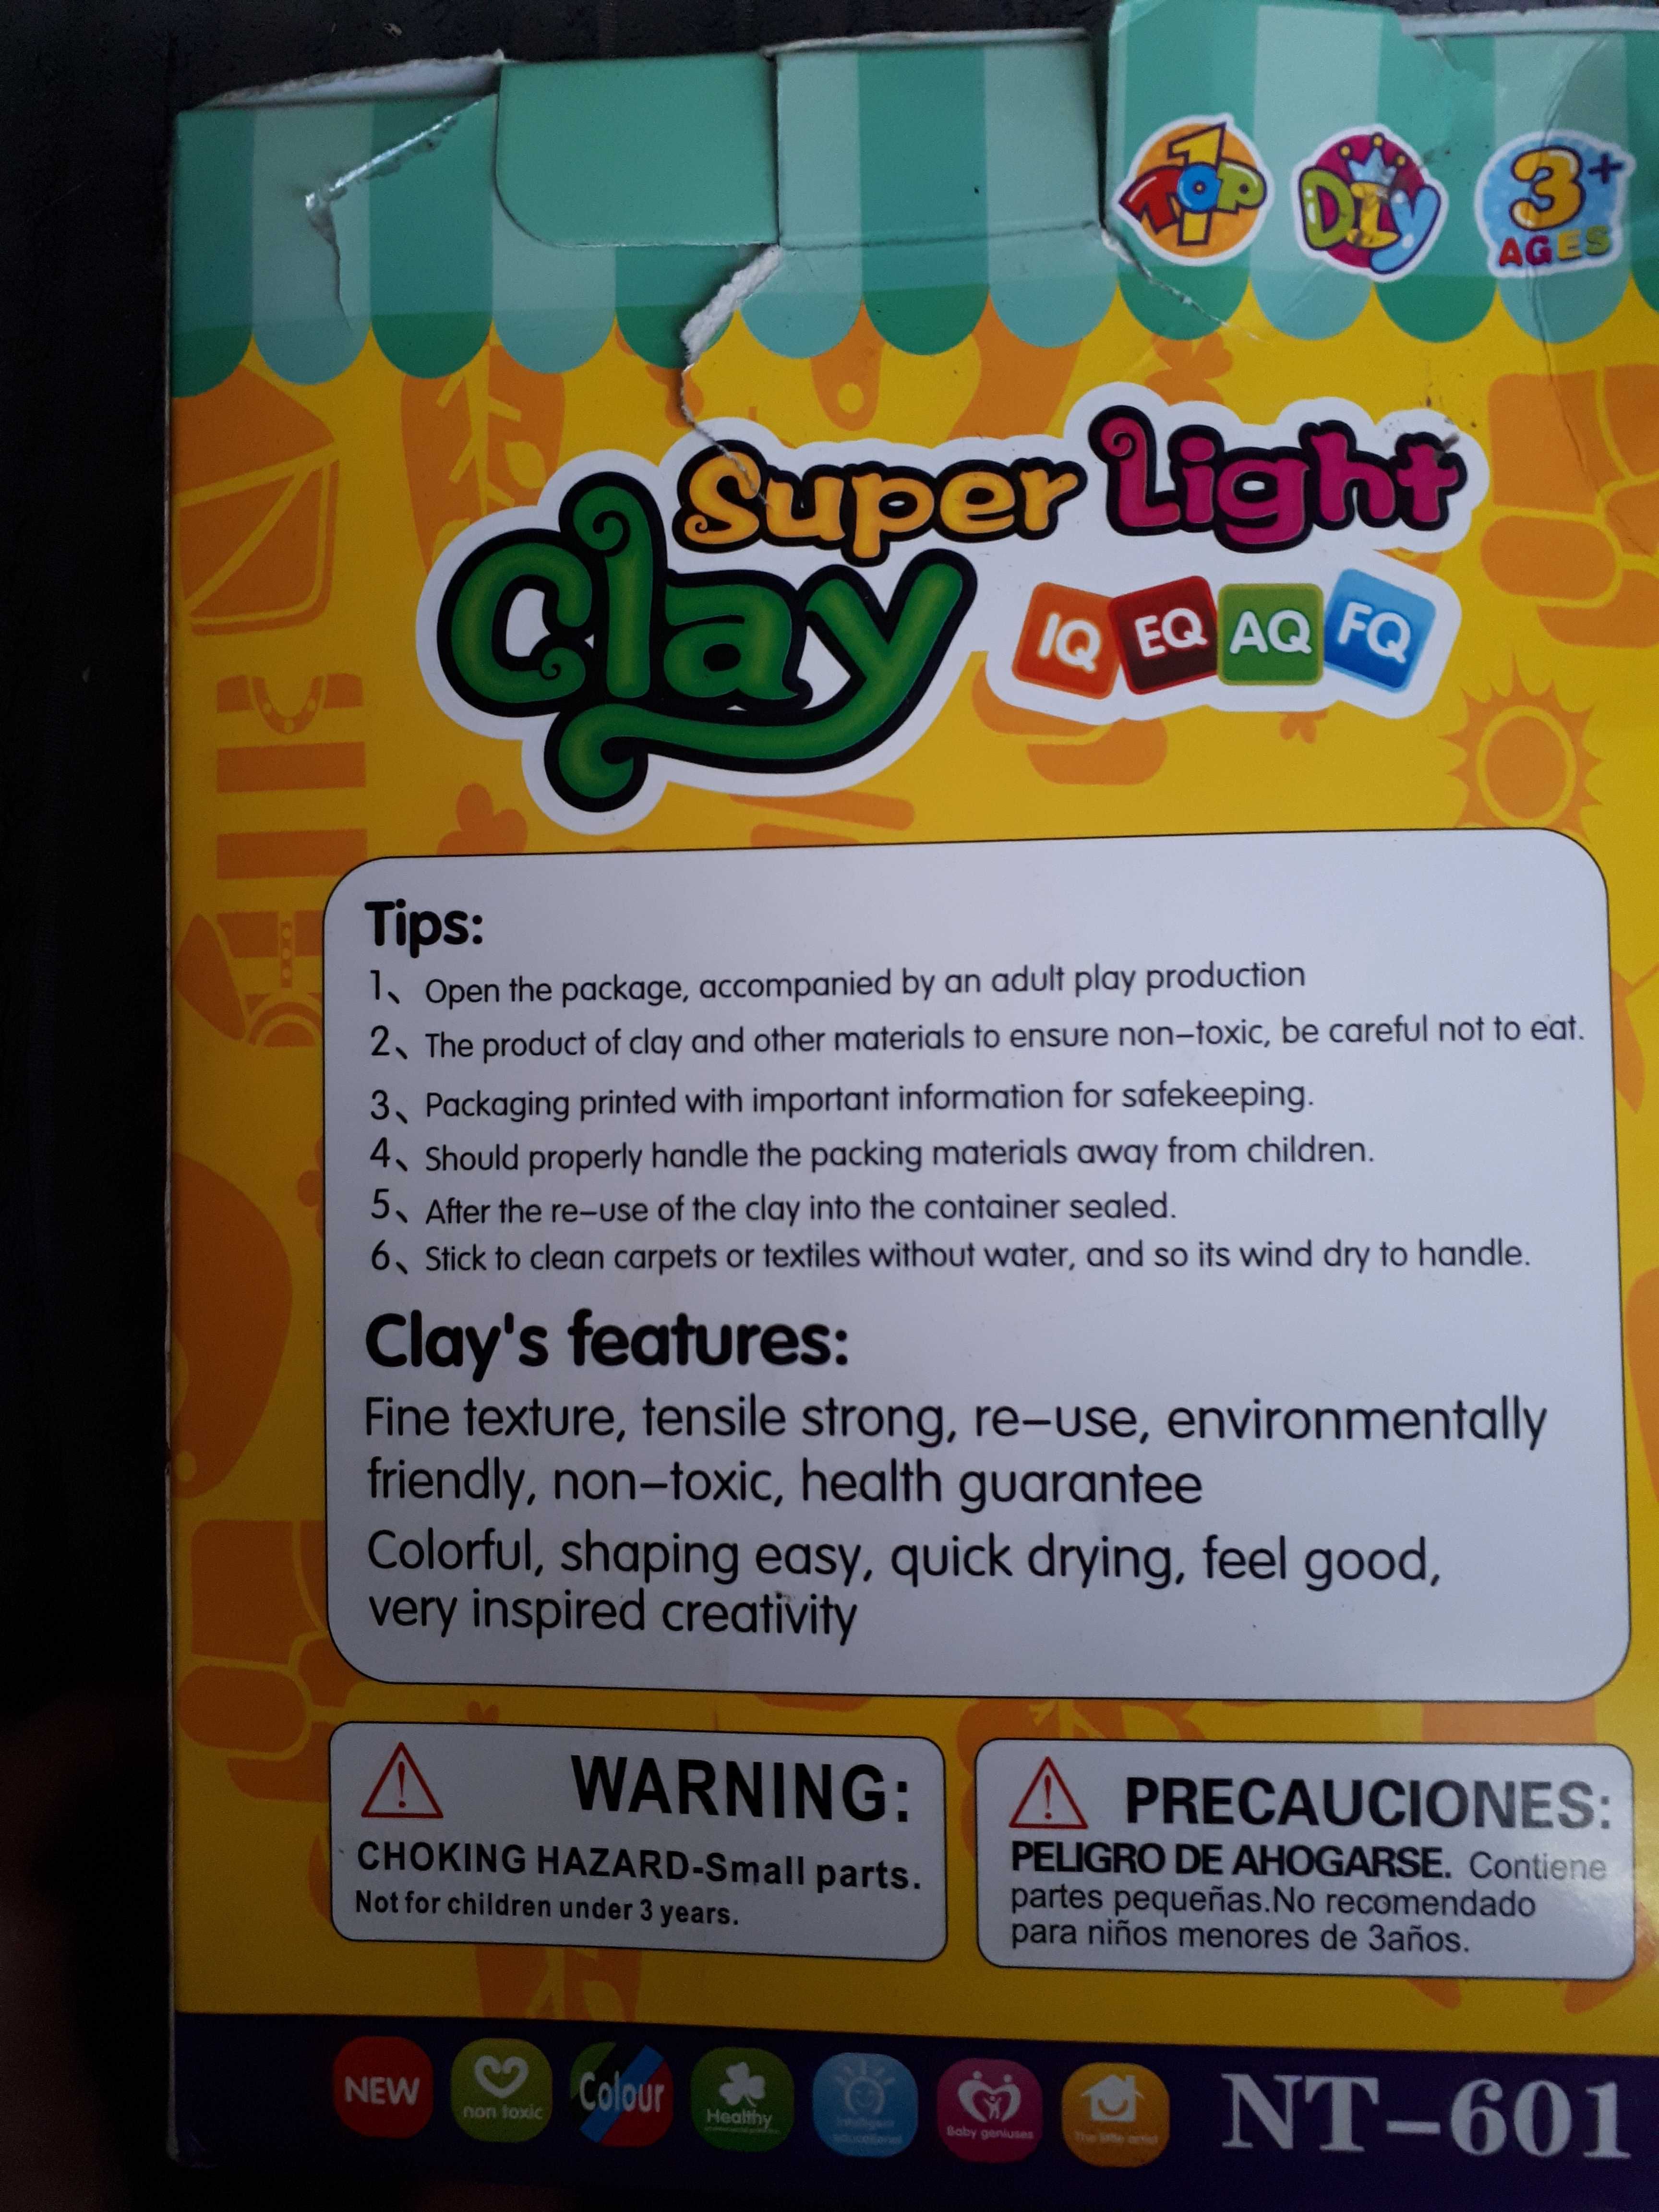 1
TOP
DIY
3+
AGES
Super Light
Clay
IQ EQ AQ FQ
Tips:
1、Open the package, accompanied by an adult play production
2、The product of clay and other materials to ensure non-toxic, be careful not to eat.
3、Packaging printed with important information for safekeeping.
4、Should properly handle the packing materials away from children.
5、After the re-use of the clay into the container sealed.
6、Stick to clean carpets or textiles without water, and so its wind dry to handle.
Clay's features:
Fine texture, tensile strong, re-use, environmentally
friendly, non-toxic, health guarantee
Colorful, shaping easy, quick drying, feel good,
very inspired creativity
WARNING:
CHOKING HAZARD-Small parts.
Not for children under 3 years.
PRECAUCIONES:
PELIGRO DE AHOGARSE. Contiene
partes pequeñas.No recomendado
para niños menores de 3años.
NEW
non toxic
Colour
Healthy
Intelligent
educational
Baby geniuses
The little artist
NT-601